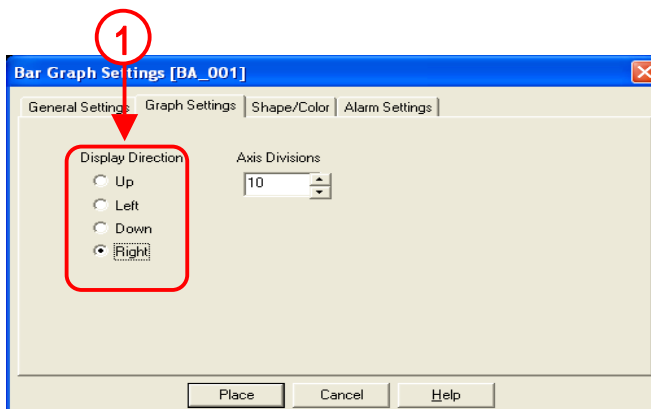 1
Bar Graph Settings [BA_001]
General Settings Graph Settings Shape/Color Alarm Settings
Display Direction Axis Divisions
Up 10
Left
Down
Right
Place Cancel Help